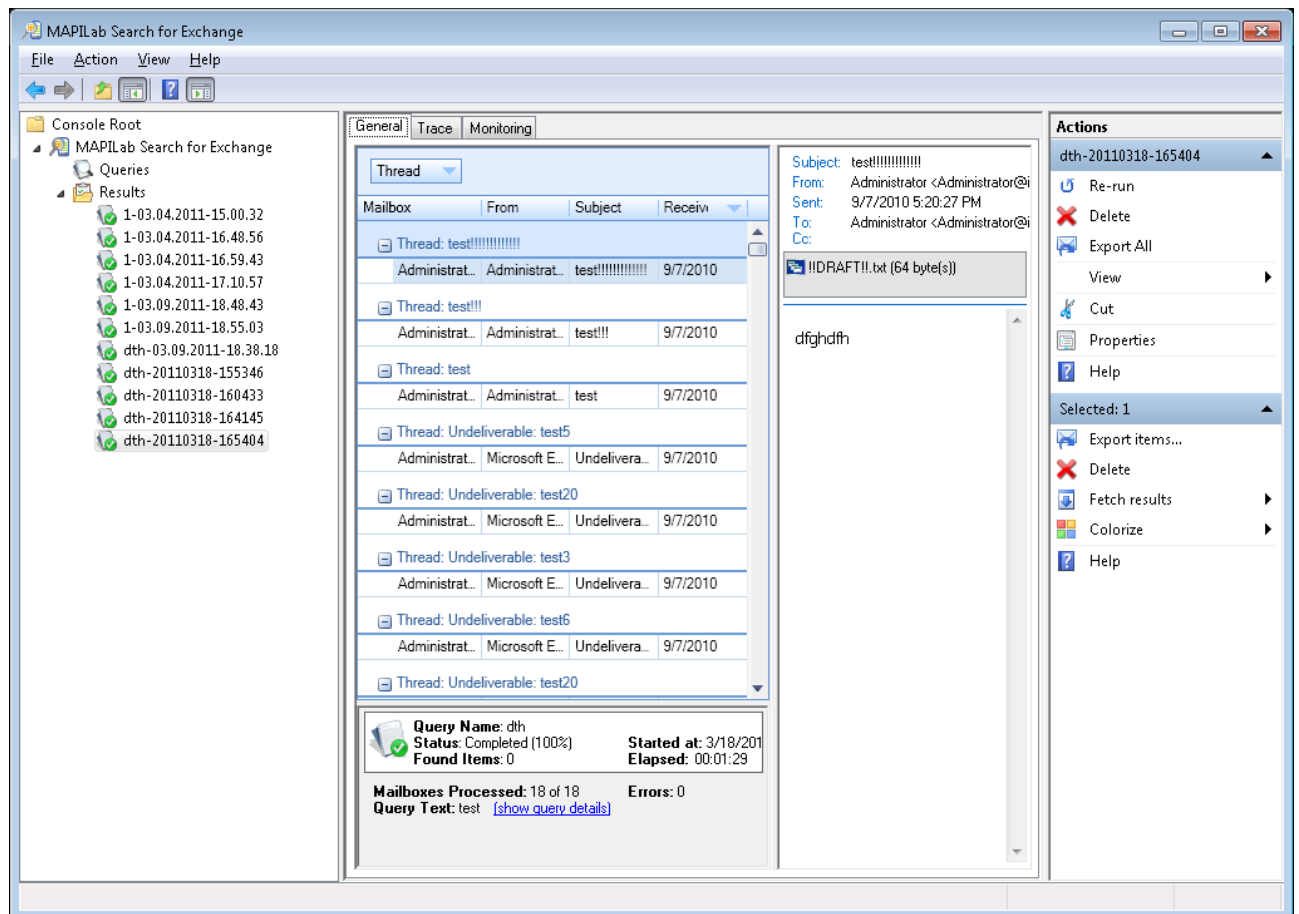 MAPILab Search for Exchange
File Action View Help
Console Root
MAPILab Search for Exchange
Queries
Results
1-03.04.2011-15.00.32
1-03.04.2011-16.48.56
1-03.04.2011-16.59.43
1-03.04.2011-17.10.57
1-03.09.2011-18.48.43
1-03.09.2011-18.55.03
dth-03.09.2011-18.38.18
dth-20110318-155346
dth-20110318-160433
dth-20110318-164145
dth-20110318-165404
General Trace Monitoring
Thread
Mailbox From Subject Receiv
Thread: test!!!!!!!!!!!!!
Administrat... Administrat... test!!!!!!!!!!!!! 9/7/2010
Thread: test!!!
Administrat... Administrat... test!!! 9/7/2010
Thread: test
Administrat... Administrat... test 9/7/2010
Thread: Undeliverable: test5
Administrat... Microsoft E... Undelivera... 9/7/2010
Thread: Undeliverable: test20
Administrat... Microsoft E... Undelivera... 9/7/2010
Thread: Undeliverable: test3
Administrat... Microsoft E... Undelivera... 9/7/2010
Thread: Undeliverable: test6
Administrat... Microsoft E... Undelivera... 9/7/2010
Thread: Undeliverable: test20
Query Name: dth
Status: Completed (100%) Started at: 3/18/201
Found Items: 0 Elapsed: 00:01:29
Mailboxes Processed: 18 of 18 Errors: 0
Query Text: test (show query details)
Subject: test!!!!!!!!!!!!!
From: Administrator <Administrator@i
Sent: 9/7/2010 5:20:27 PM
To: Administrator <Administrator@i
Cc:
!!DRAFT!!.txt (64 byte(s))
dfghdfh
Actions
dth-20110318-165404
Re-run
Delete
Export All
View
Cut
Properties
Help
Selected: 1
Export items...
Delete
Fetch results
Colorize
Help